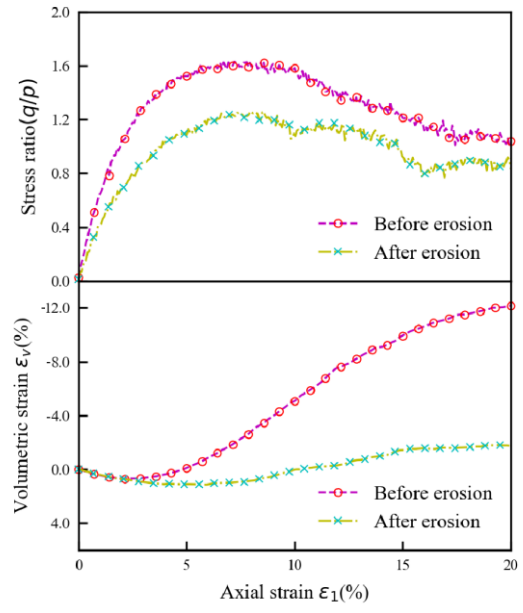 2.0
1.6
1.2
0.8
0.4
0.0
Stress ratio(q/p)
Before erosion
After erosion
-12.0
-8.0
-4.0
0.0
4.0
Volumetric strain εv(%)
Before erosion
After erosion
0 5 10 15 20
Axial strain ε1(%)